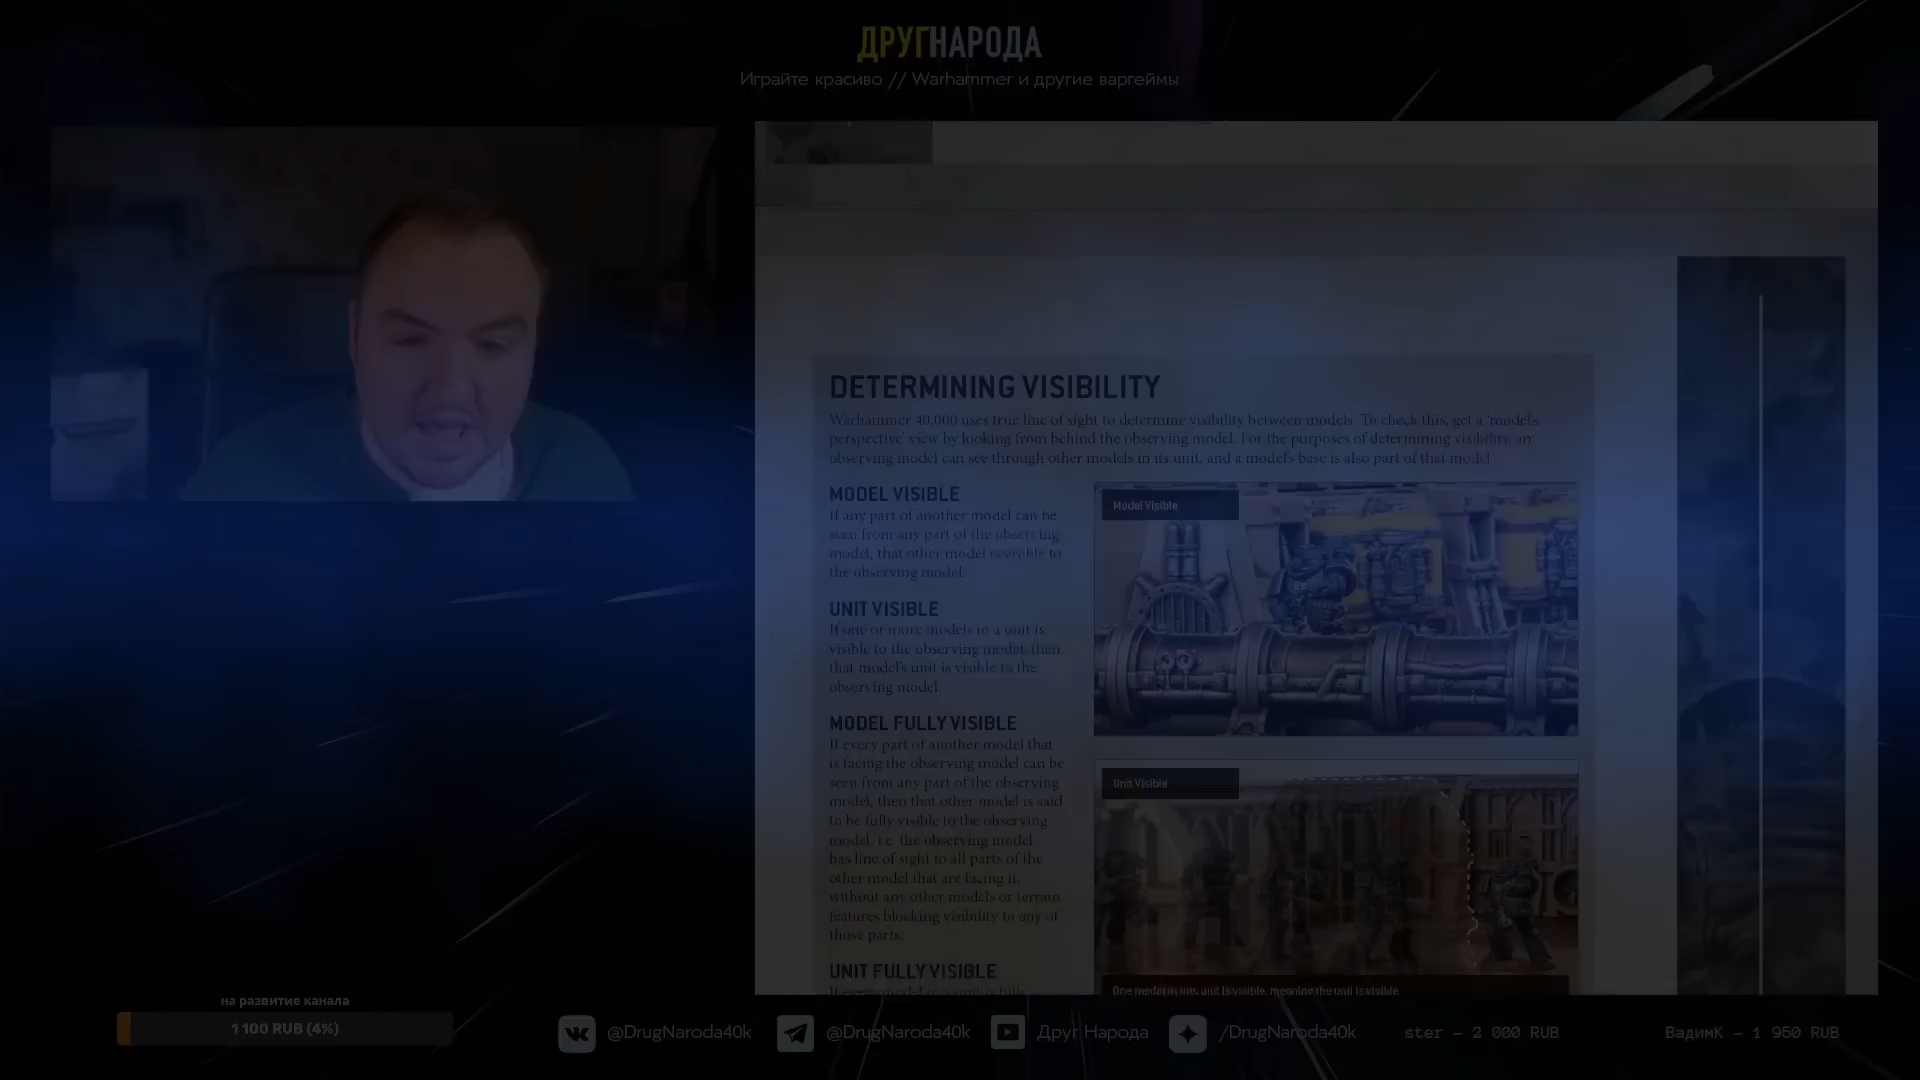 ДРУГНАРОДА
Играйте красиво // Warhammer и другие варгеймы
DETERMINING VISIBILITY
Warhammer 40,000 uses true line of sight to determine visibility between models. To check this, get a 'model's
perspective' view by looking from behind the observing model. For the purposes of determining visibility, an
observing model can see through other models in its unit, and a model's base is also part of that model.
MODEL VISIBLE
If any part of another model can be
seen from any part of the observing
model, that other model is visible to
the observing model.
UNIT VISIBLE
If one or more models in a unit is
visible to the observing model, then
that model's unit is visible to the
observing model.
MODEL FULLY VISIBLE
If every part of another model that
is facing the observing model can be
seen from any part of the observing
model, then that other model is said
to be fully visible to the observing
model, i.e. the observing model
has line of sight to all parts of the
other model that are facing it,
without any other models or terrain
features blocking visibility to any of
those parts.
UNIT FULLY VISIBLE
Model Visible
Unit Visible
One model in this unit is visible, meaning the unit is visible.
на развитие канала
1 100 RUB (4%)
@DrugNaroda40k
@DrugNaroda40k
Друг Народа
/DrugNaroda40k
ster – 2 000 RUB
ВадимК – 1 950 RUB